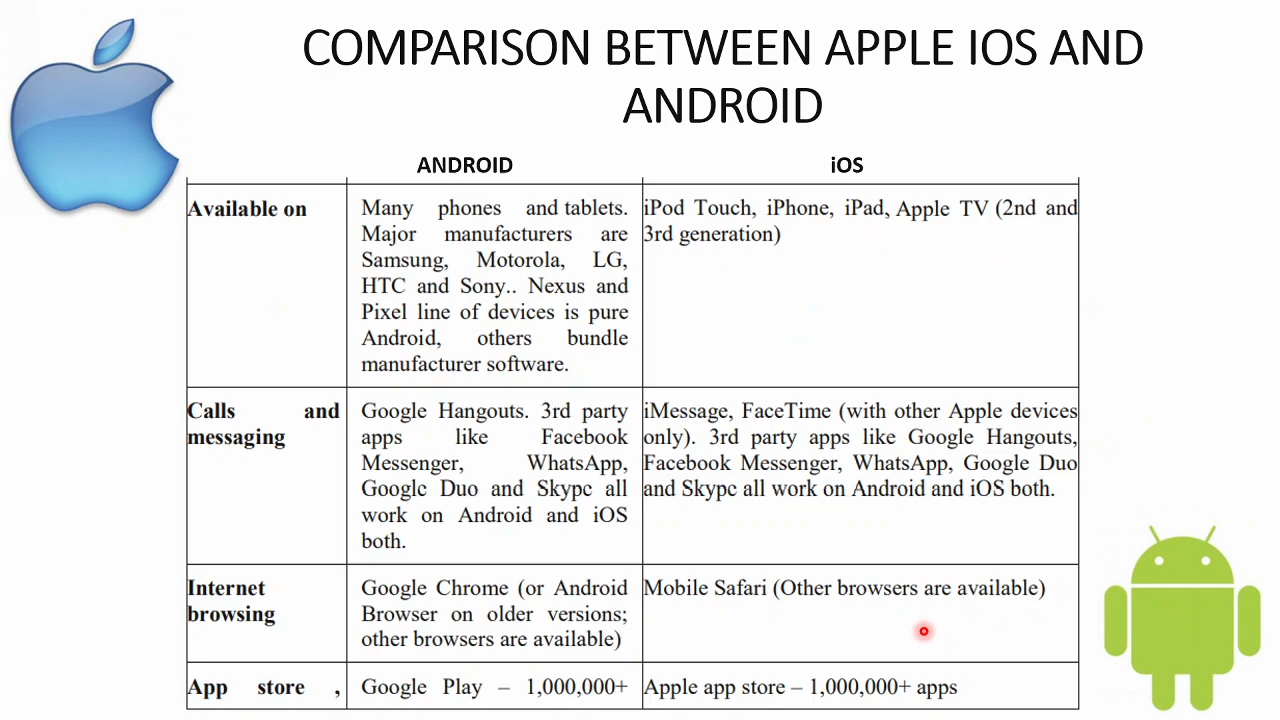 COMPARISON BETWEEN APPLE IOS AND
ANDROID
ANDROID
iOS
Available on
Many phones and tablets.
Major manufacturers are
Samsung, Motorola, LG,
HTC and Sony.. Nexus and
Pixel line of devices is pure
Android, others bundle
manufacturer software.
iPod Touch, iPhone, iPad, Apple TV (2nd and
3rd generation)
Calls and
messaging
Google Hangouts. 3rd party
apps like Facebook
Messenger, WhatsApp,
Google Duo and Skype all
work on Android and iOS
both.
iMessage, FaceTime (with other Apple devices
only). 3rd party apps like Google Hangouts,
Facebook Messenger, WhatsApp, Google Duo
and Skype all work on Android and iOS both.
Internet
browsing
Google Chrome (or Android
Browser on older versions;
other browsers are available)
Mobile Safari (Other browsers are available)
App store ,
Google Play – 1,000,000+
Apple app store – 1,000,000+ apps